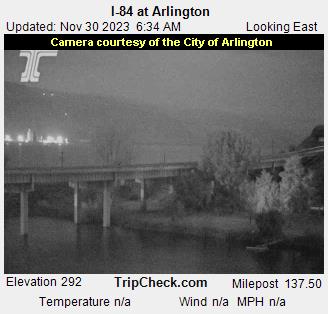 I-84 at Arlington
Updated: Nov 30 2023 6:34 AM Looking East
Camera courtesy of the City of Arlington
Elevation 292 TripCheck.com Milepost 137.50
Temperature n/a Wind n/a MPH n/a